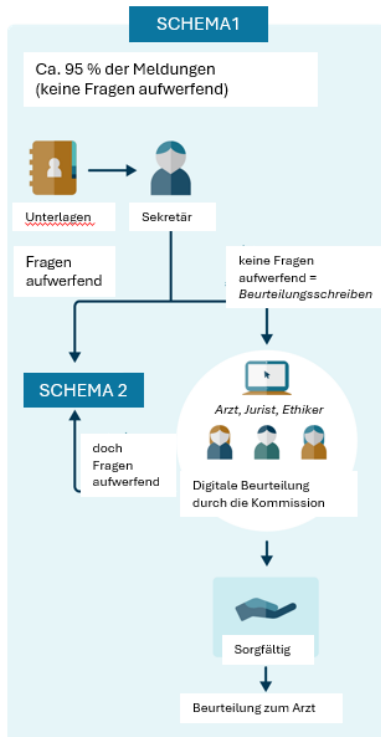 SCHEMA1
Ca. 95 % der Meldungen
(keine Fragen aufwerfend)
Unterlagen
Sekretär
Fragen
aufwerfend
keine Fragen
aufwerfend =
Beurteilungsschreiben
SCHEMA 2
Arzt, Jurist, Ethiker
doch
Fragen
aufwerfend
Digitale Beurteilung
durch die Kommission
Sorgfältig
Beurteilung zum Arzt